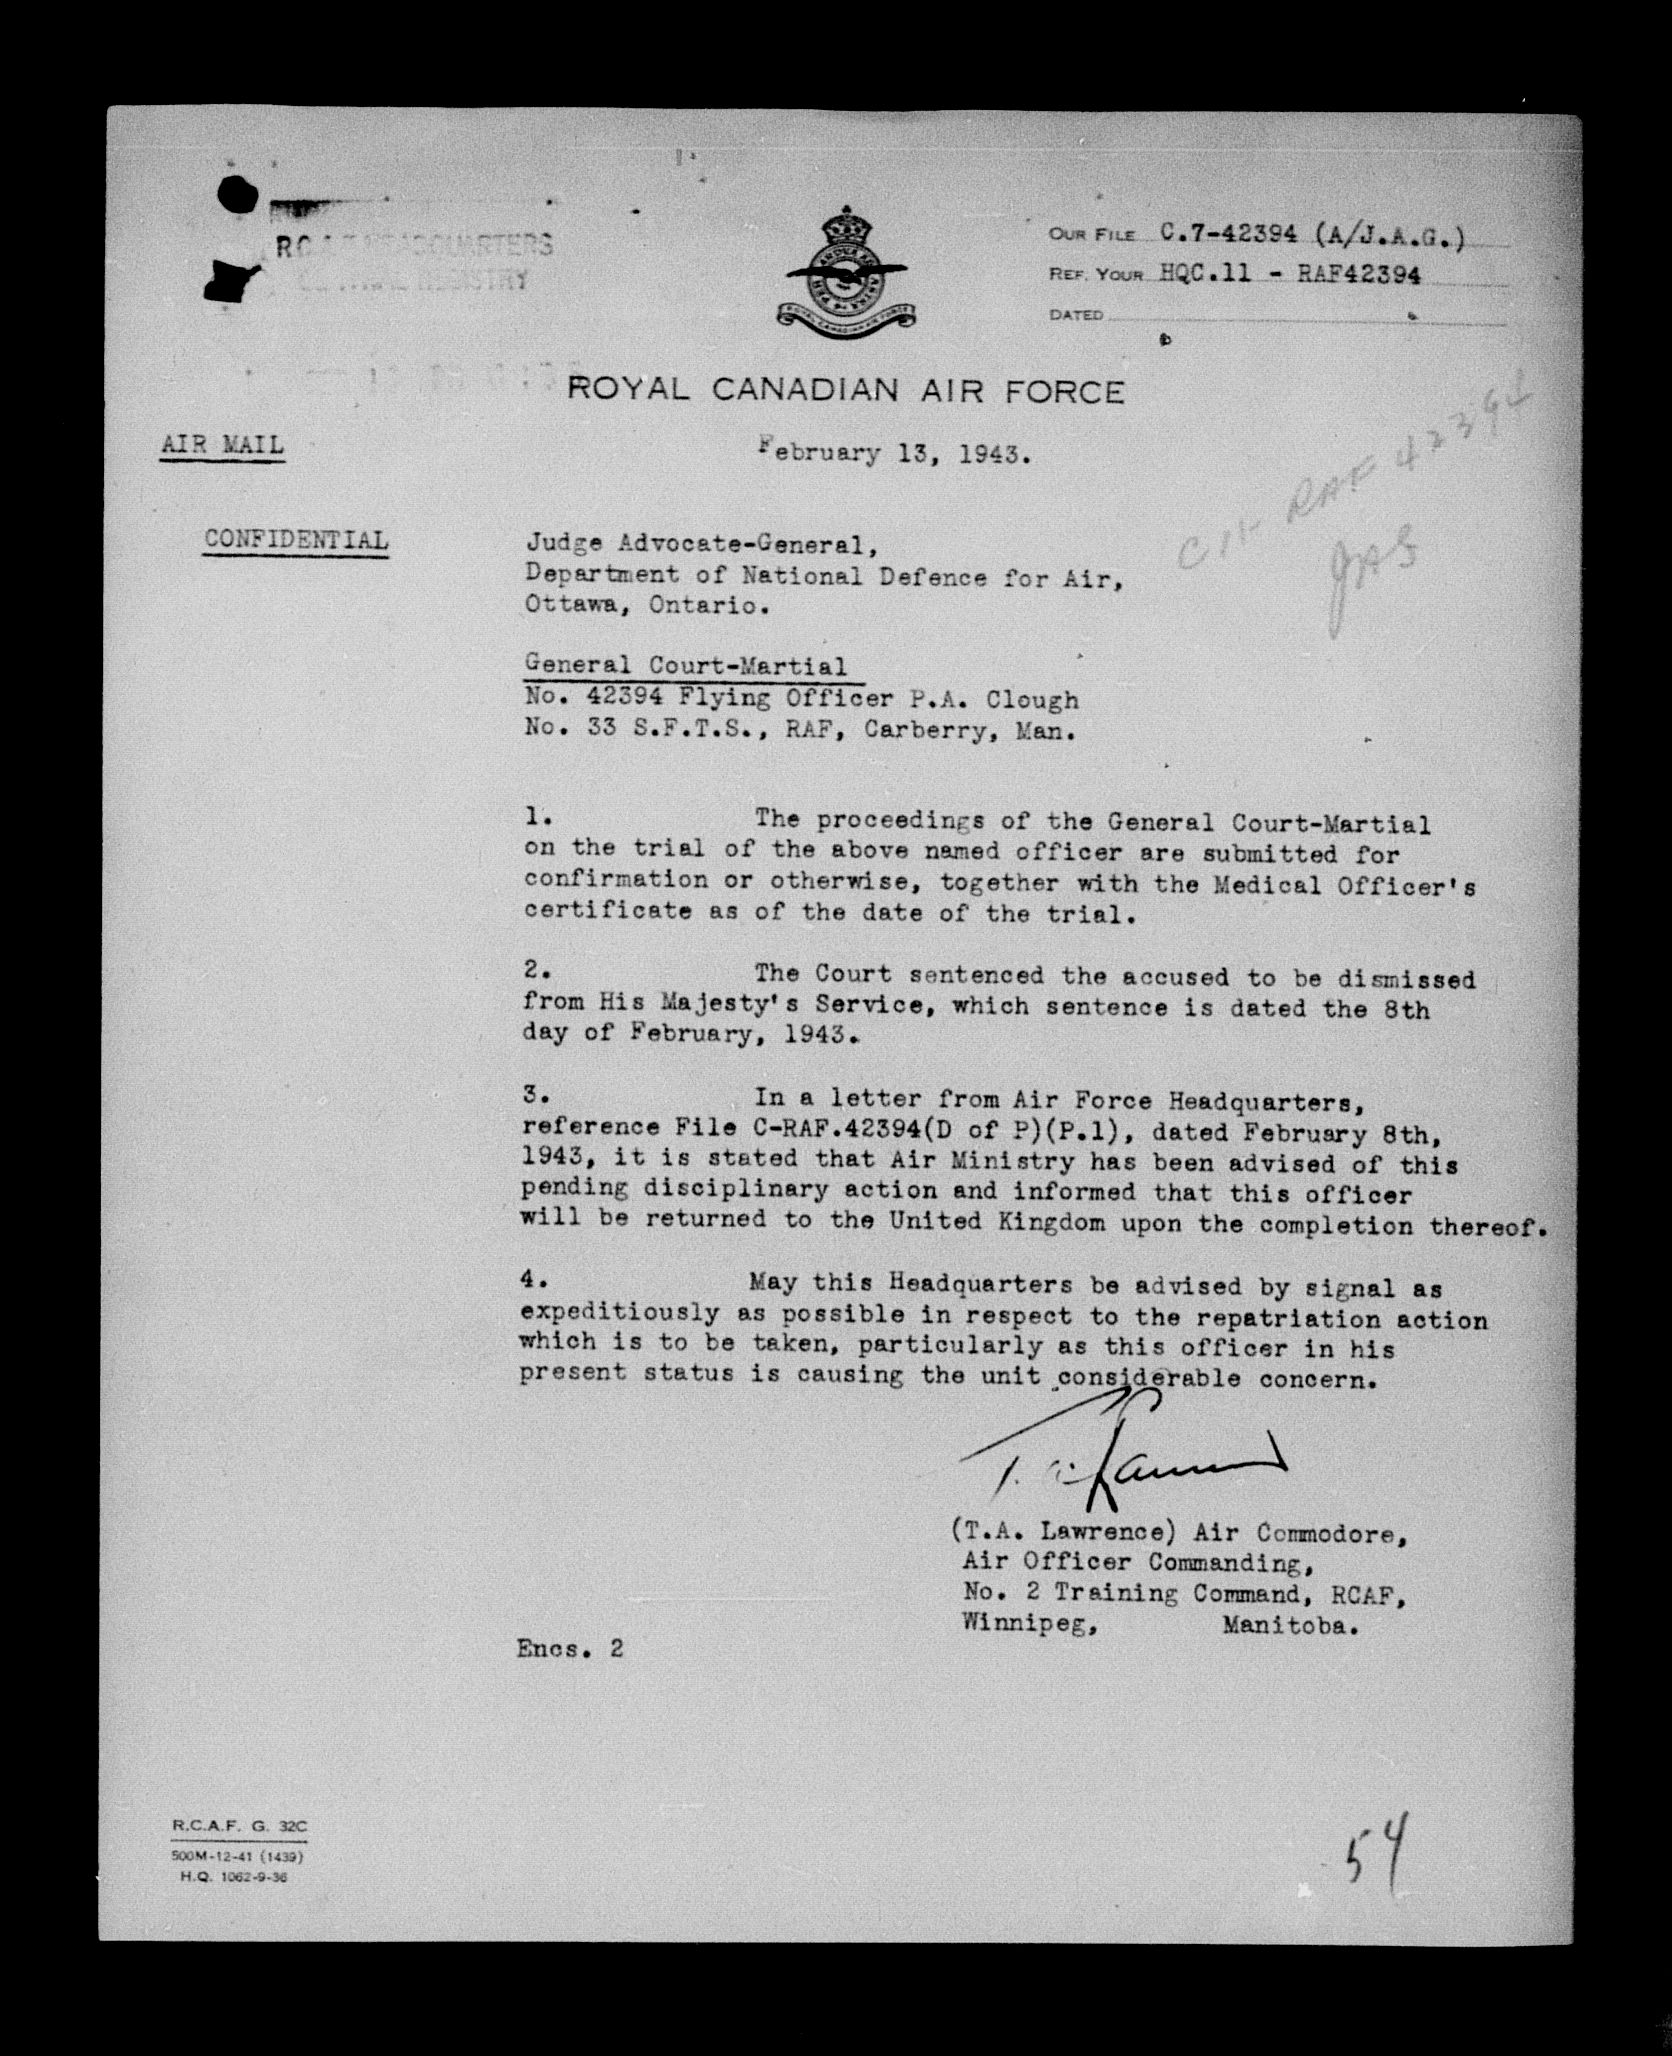 HEADQUARTERS
REGISTRY
OUR FILE C.7-42394 (A/J.A.G.)
REF. YOUR HQC.11 - RAF42394
DATED
ROYAL CANADIAN AIR FORCE
AIR MAIL
February 13, 1943.
C11- RAF 42394
JAG
CONFIDENTIAL
Judge Advocate-General,
Department of National Defence for Air,
Ottawa, Ontario.
General Court-Martial
No. 42394 Flying Officer P.A. Clough
No. 33 S.F.T.S., RAF, Carberry, Man.
1. The proceedings of the General Court-Martial
on the trial of the above named officer are submitted for
confirmation or otherwise, together with the Medical Officer's
certificate as of the date of the trial.
2. The Court sentenced the accused to be dismissed
from His Majesty's Service, which sentence is dated the 8th
day of February, 1943.
3. In a letter from Air Force Headquarters,
reference File C-RAF.42394(D of P)(P.1), dated February 8th,
1943, it is stated that Air Ministry has been advised of this
pending disciplinary action and informed that this officer
will be returned to the United Kingdom upon the completion thereof.
4. May this Headquarters be advised by signal as
expeditiously as possible in respect to the repatriation action
which is to be taken, particularly as this officer in his
present status is causing the unit considerable concern.
(T.A. Lawrence) Air Commodore,
Air Officer Commanding,
No. 2 Training Command, RCAF,
Winnipeg, Manitoba.
Encs. 2
R.C.A.F. G. 32C
500M-12-41 (1439)
H.Q. 1062-9-36
54